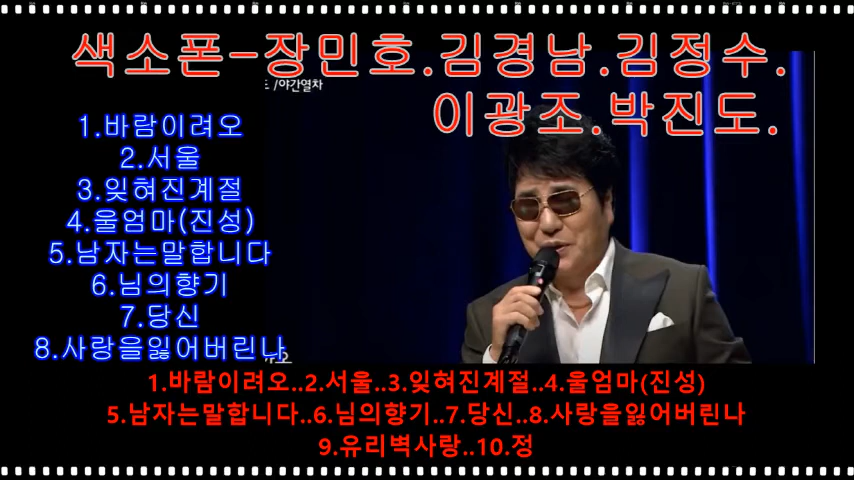 색소폰-장민호.김경남.김정수.
이광조.박진도.
/야간열차
1.바람이려오
2.서울
3.잊혀진계절
4.울엄마(진성)
5.남자는말합니다
6.님의향기
7.당신
8.사랑을잃어버린나
1.바람이려오..2.서울..3.잊혀진계절..4.울엄마(진성)
5.남자는말합니다..6.님의향기..7.당신..8.사랑을잃어버린나
9.유리벽사랑..10.정